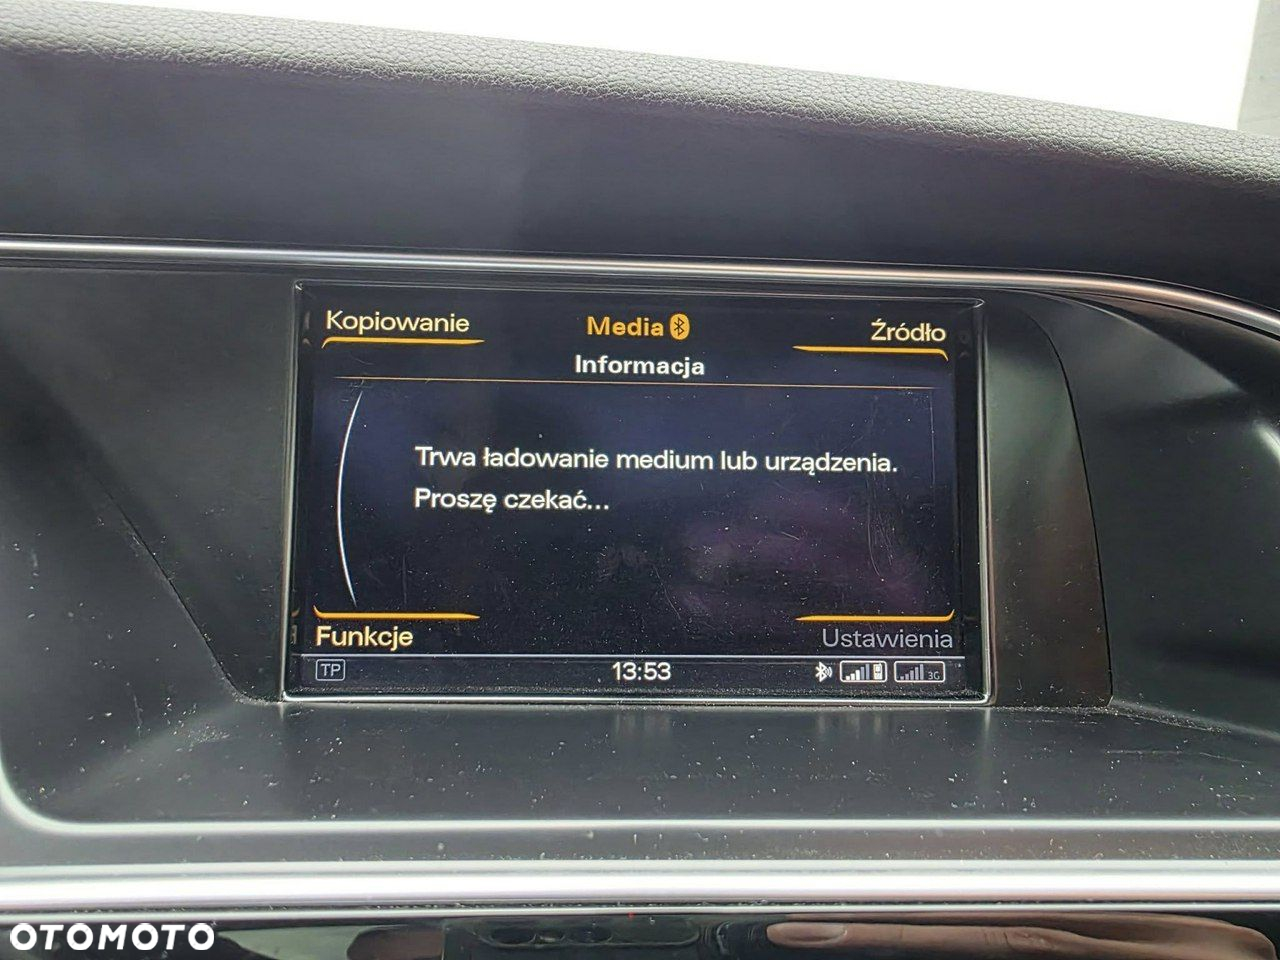 Kopiowanie
Media
Źródło
Informacja
Trwa ładowanie medium lub urządzenia.
Proszę czekać...
Funkcje
Ustawienia
TP
13:53
3G
OTOMOTO